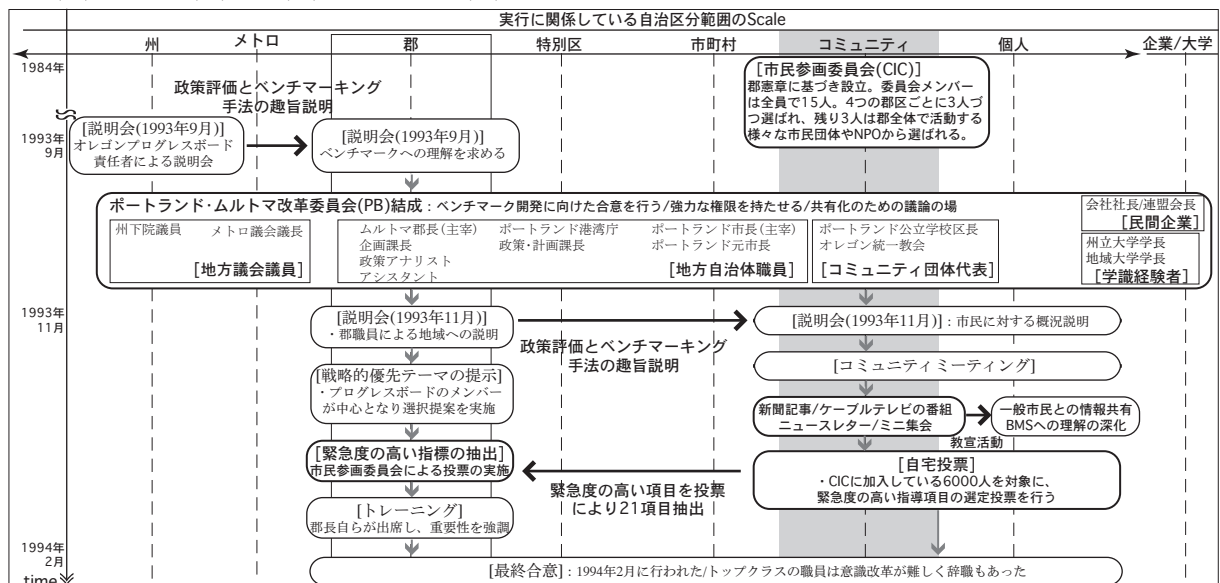 実行に関係している自治区分範囲のScale
州
メトロ
郡
特別区
市町村
コミュニティ
個人
企業/大学
1984年
[市民参画委員会(CIC)]
郡憲章に基づき設立。委員会メンバー
は全員で15人。4つの郡区ごとに3人づ
つ選ばれ、残り3人は郡全体で活動する
様々な市民団体やNPOから選ばれる。
政策評価とベンチマーキング
手法の趣旨説明
1993年
9月
[説明会(1993年9月)]
オレゴンプログレスボード
責任者による説明会
[説明会(1993年9月)]
ベンチマークへの理解を求める
ポートランド・ムルトマ改革委員会(PB)結成：ベンチマーク開発に向けた合意を行う/強力な権限を持たせる/共有化のための議論の場
州下院議員
メトロ議会議長
[地方議会議員]
ムルトマ郡長(主宰)
企画課長
政策アナリスト
アシスタント
ポートランド港湾庁
政策・計画課長
ポートランド市長(主宰)
ポートランド元市長
[地方自治体職員]
ポートランド公立学校区長
オレゴン統一教会
[コミュニティ団体代表]
会社社長/連盟会長
[民間企業]
州立大学学長
地域大学学長
[学識経験者]
1993年
11月
[説明会(1993年11月)]
・郡職員による地域への説明
政策評価とベンチマーキング
手法の趣旨説明
[説明会(1993年11月)]：市民に対する概況説明
[コミュニティミーティング]
[戦略的優先テーマの提示]
・プログレスボードのメンバー
が中心となり選択提案を実施
新聞記事/ケーブルテレビの番組
ニュースレター/ミニ集会
一般市民との情報共有
BMSへの理解の深化
教宣活動
[緊急度の高い指標の抽出]
市民参画委員会による投票の実施
緊急度の高い項目を投票
により21項目抽出
[自宅投票]
・CICに加入している6000人を対象に、
緊急度の高い指導項目の選定投票を行う
[トレーニング]
郡長自らが出席し、重要性を強調
1994年
2月
[最終合意]：1994年2月に行われた/トップクラスの職員は意識改革が難しく辞職もあった
time